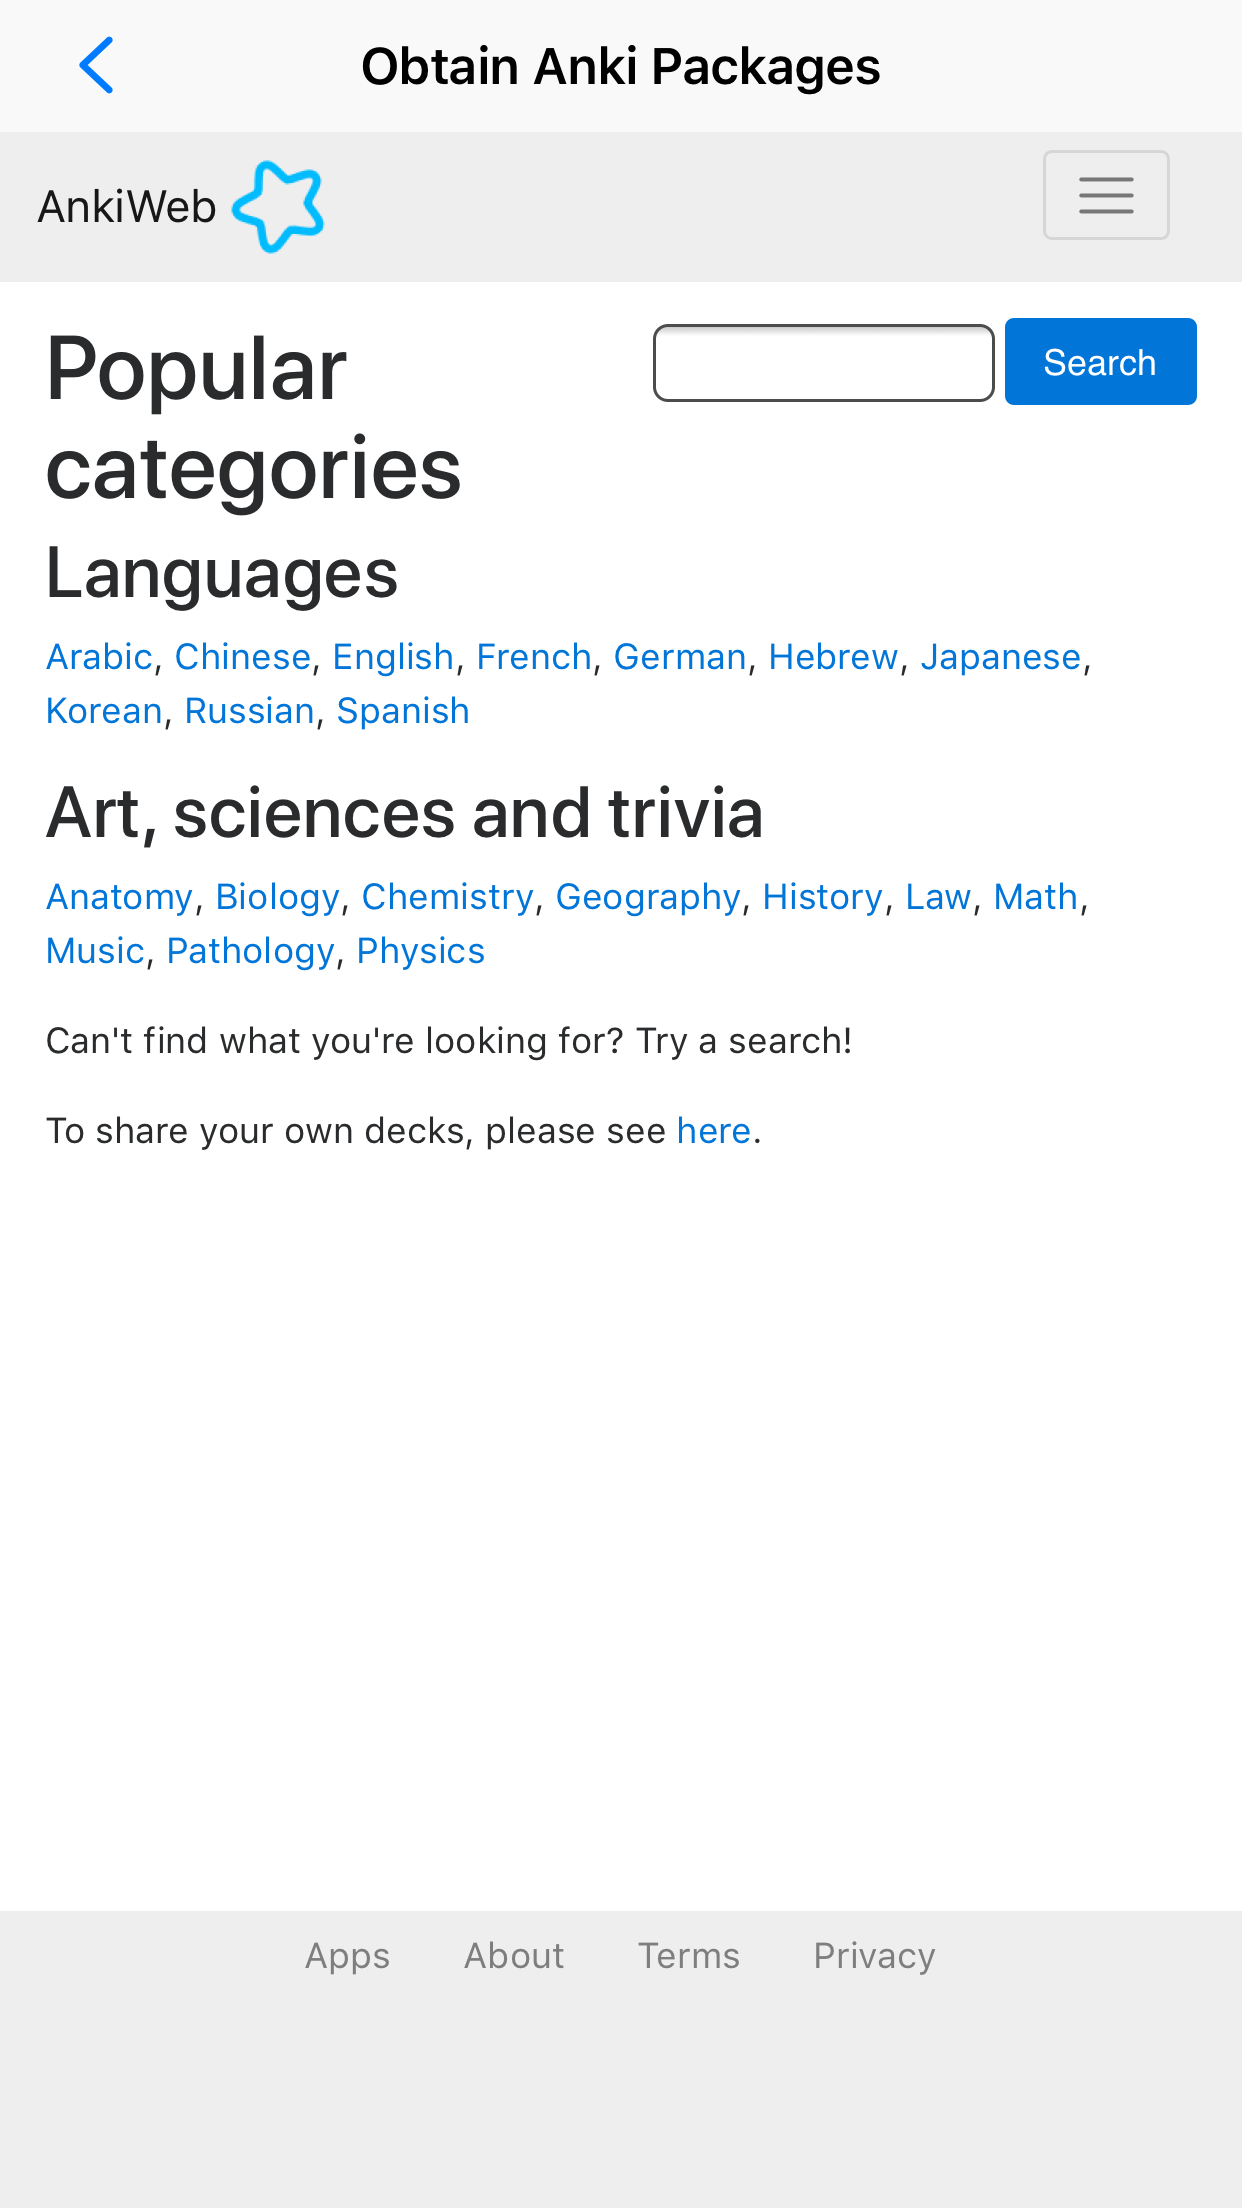 Obtain Anki Packages
AnkiWeb
Popular
categories
Search
Languages
Arabic, Chinese, English, French, German, Hebrew, Japanese,
Korean, Russian, Spanish
Art, sciences and trivia
Anatomy, Biology, Chemistry, Geography, History, Law, Math,
Music, Pathology, Physics
Can't find what you're looking for? Try a search!
To share your own decks, please see here.
Apps About Terms Privacy